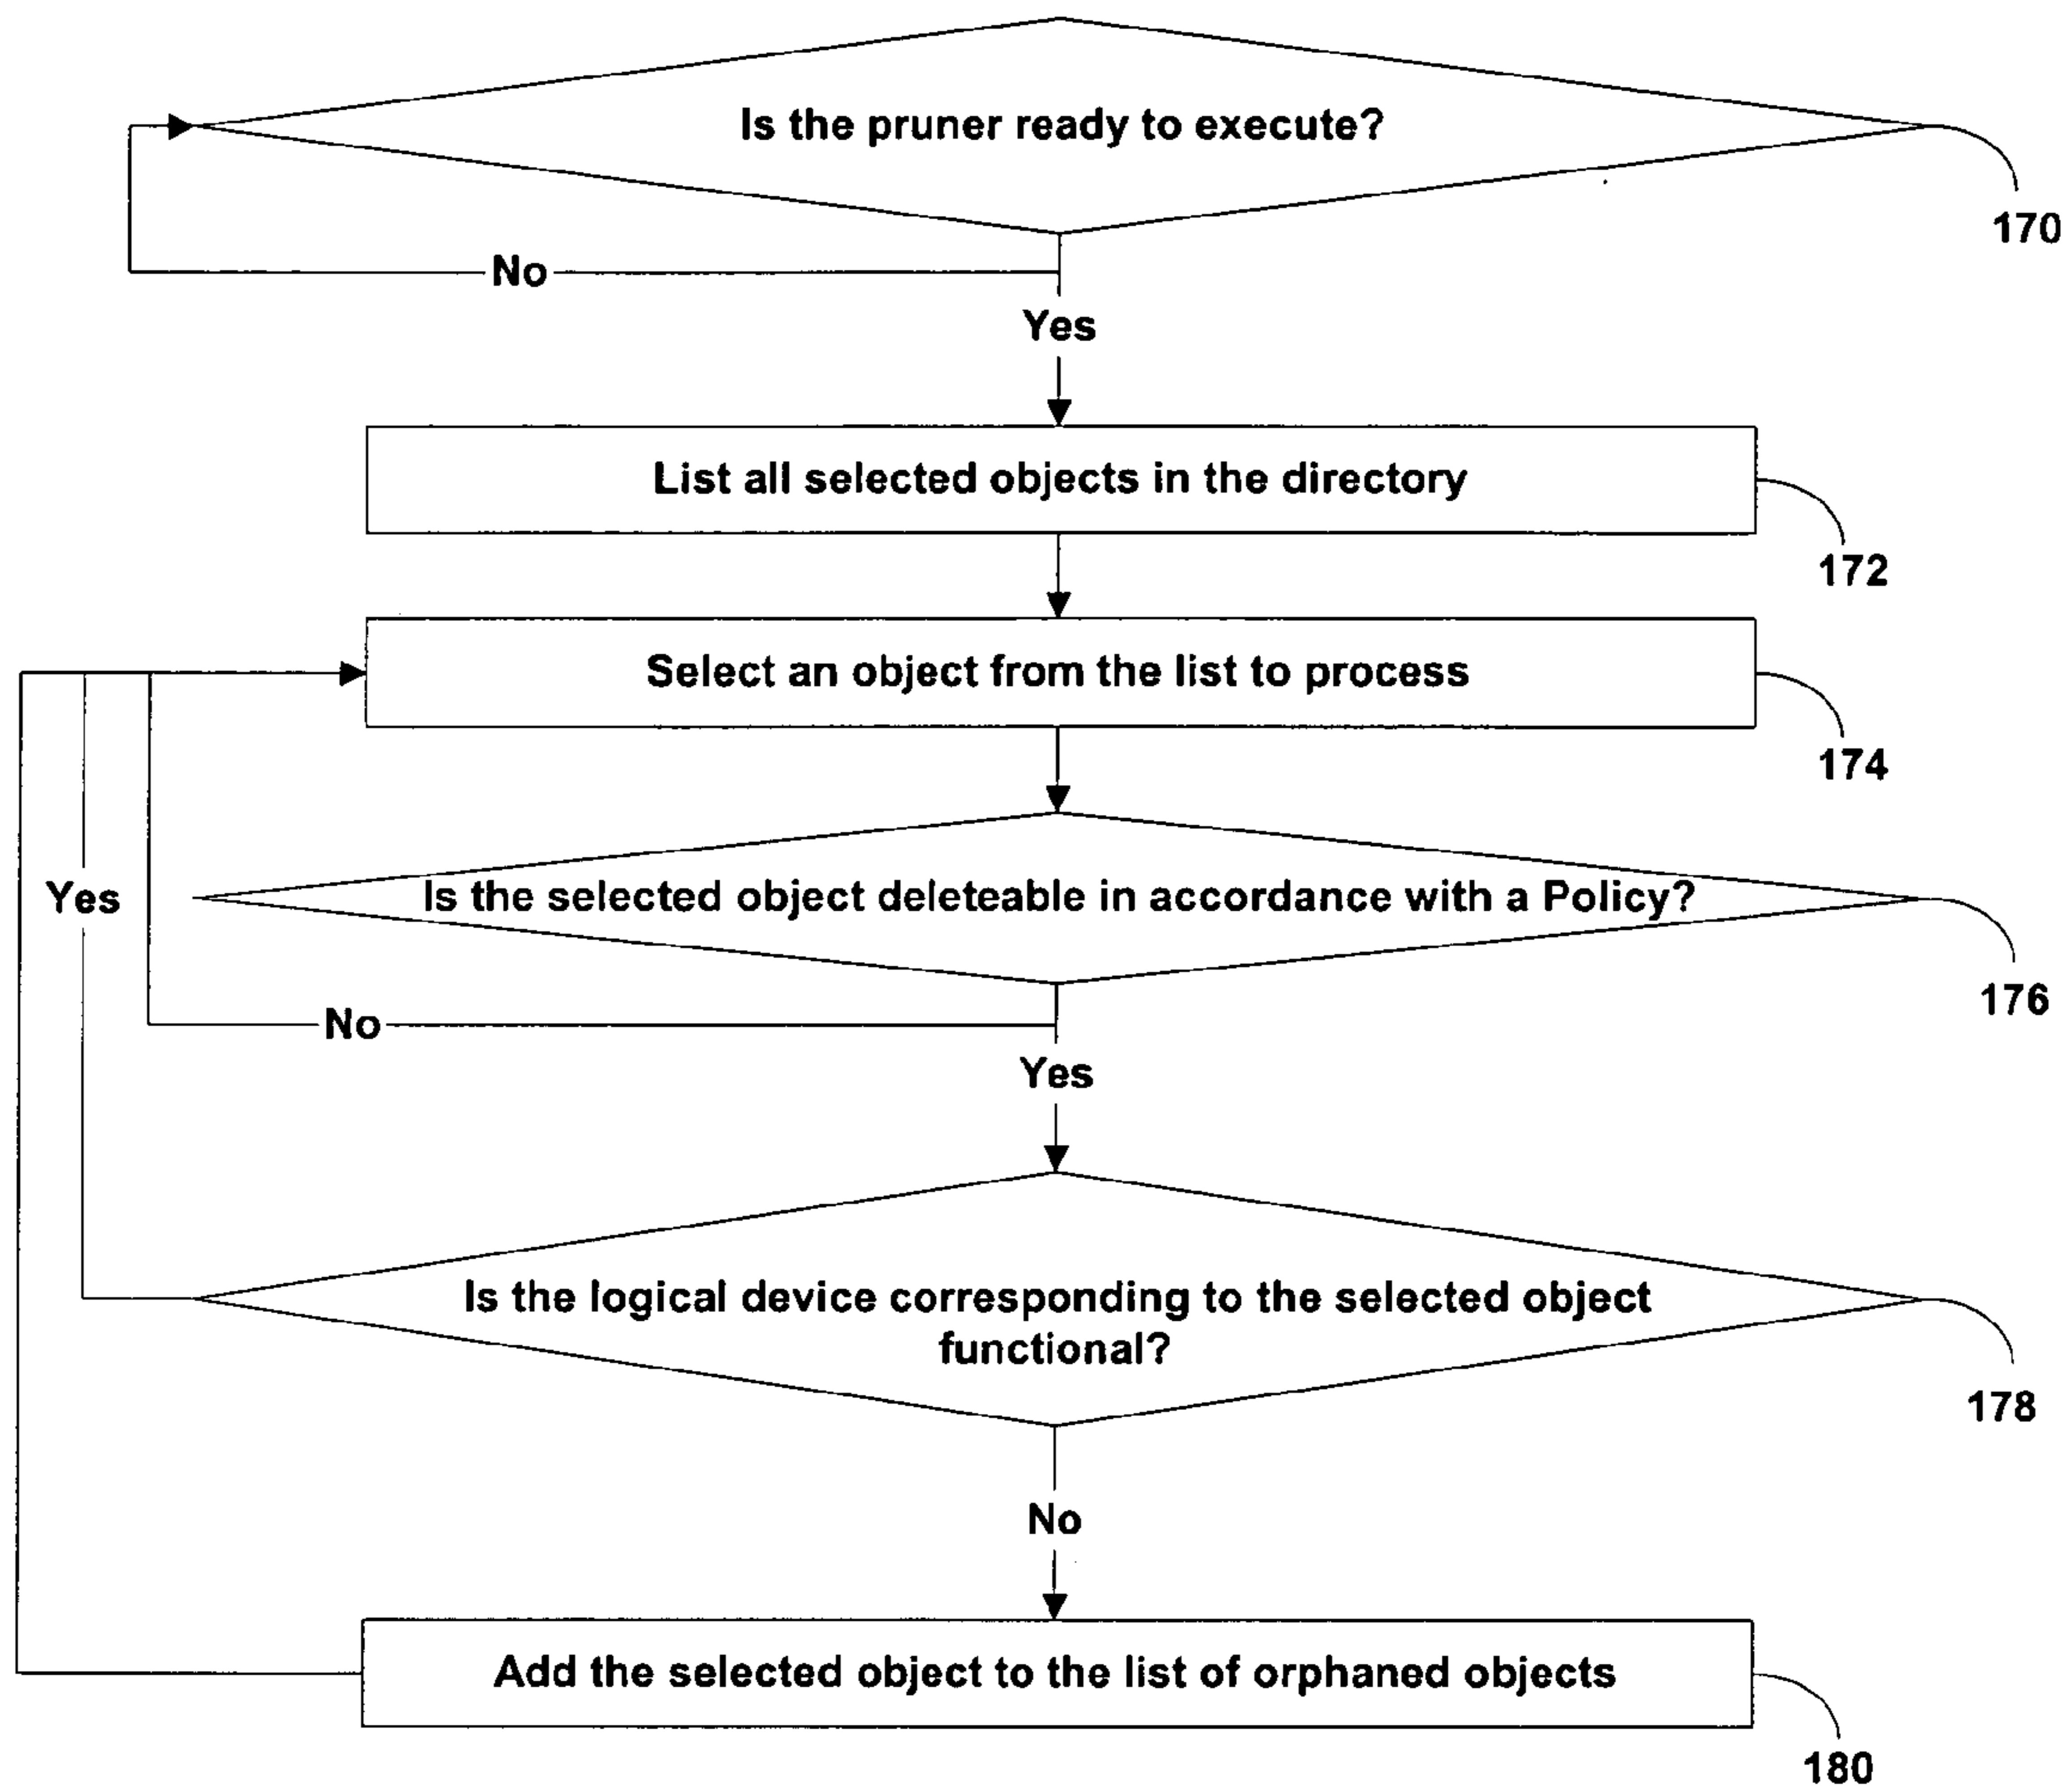 Is the pruner ready to execute?
170
No
Yes
List all selected objects in the directory
172
Select an object from the list to process
174
Yes
Is the selected object deleteable in accordance with a Policy?
176
No
Yes
Is the logical device corresponding to the selected object
functional?
178
No
Add the selected object to the list of orphaned objects
180